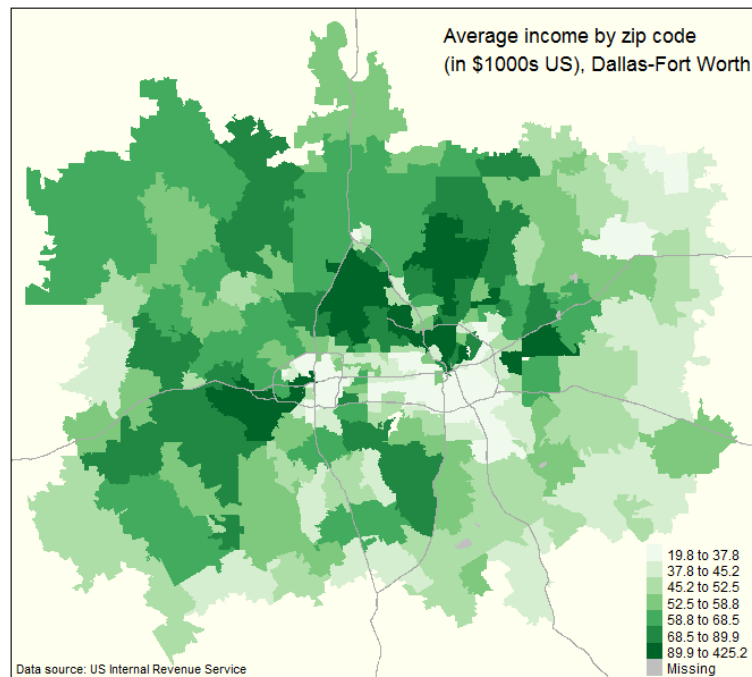 Average income by zip code
(in $1000s US), Dallas-Fort Worth
19.8 to 37.8
37.8 to 45.2
45.2 to 52.5
52.5 to 58.8
58.8 to 68.5
68.5 to 89.9
89.9 to 425.2
Missing
Data source: US Internal Revenue Service